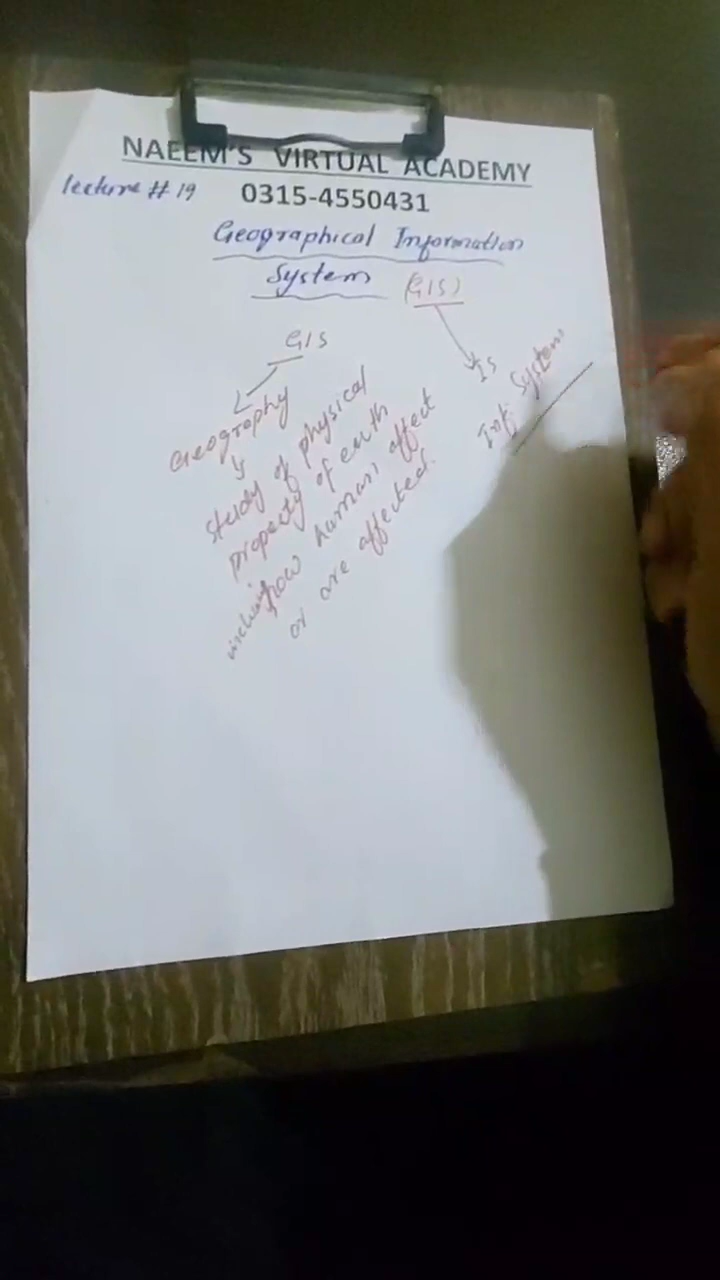 NAEEM'S VIRTUAL ACADEMY
lecture # 19 0315-4550431
Geographical Information
System (GIS)
GIS
Geography
study of physical
property of earth
how humans affect
or are affected.
Is
Inf. System